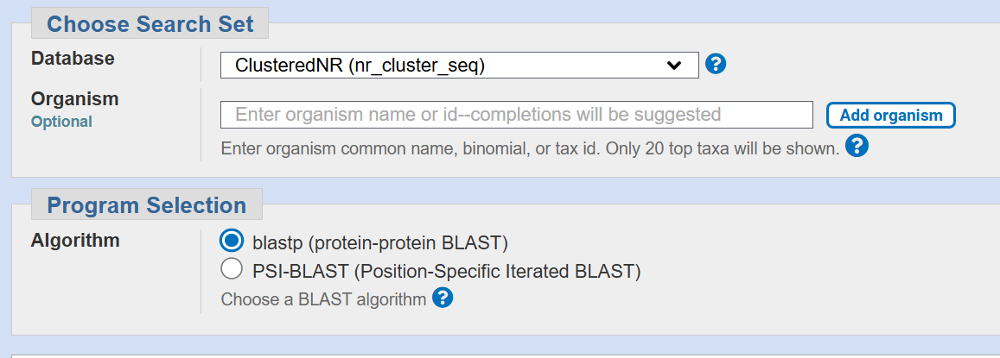 Choose Search Set
Database
ClusteredNR (nr_cluster_seq)
?
Organism
Optional
Enter organism name or id--completions will be suggested
Add organism
Enter organism common name, binomial, or tax id. Only 20 top taxa will be shown. ?
Program Selection
Algorithm
blastp (protein-protein BLAST)
PSI-BLAST (Position-Specific Iterated BLAST)
Choose a BLAST algorithm ?